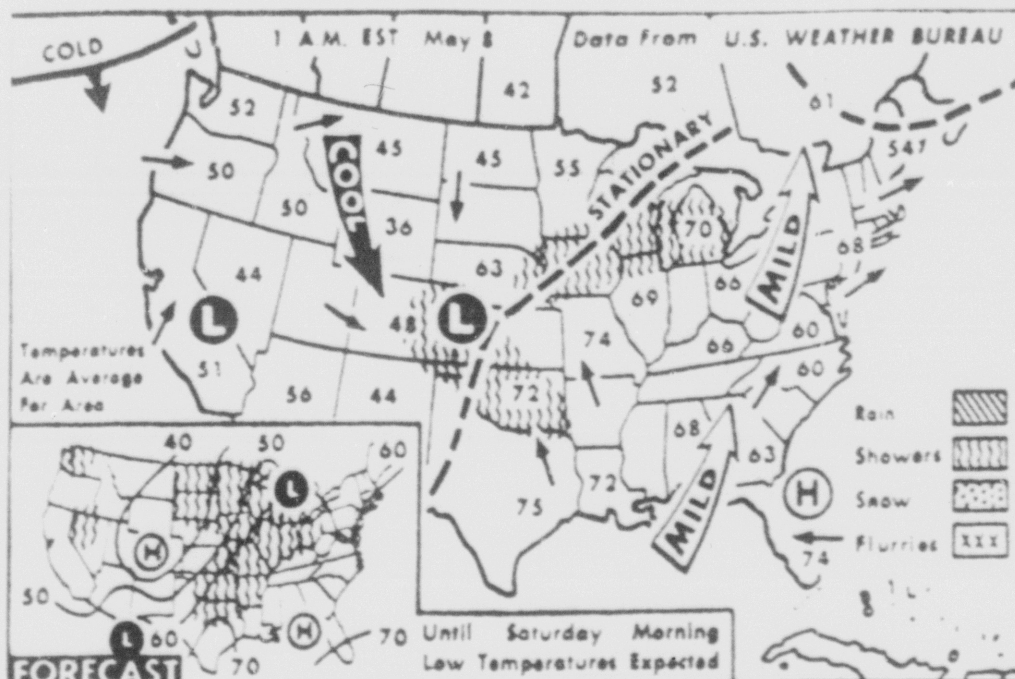 COLD
1 A.M. EST May 8 Data From U.S. WEATHER BUREAU
52
42
52
61
50
COOL
45
45
55
STATIONARY
547
50
36
63
70
MILD
68
44
L
48
L
69
66
74
66
60
60
Temperatures
Are Average
Per Area
51
56
44
72
68
63
75
72
MILD
H
74
Rain
Showers
Snow
Flurries XXX
40 50 60
L
H
50
L 60
H
70
70
FORECAST
Until Saturday Morning
Low Temperatures Expected